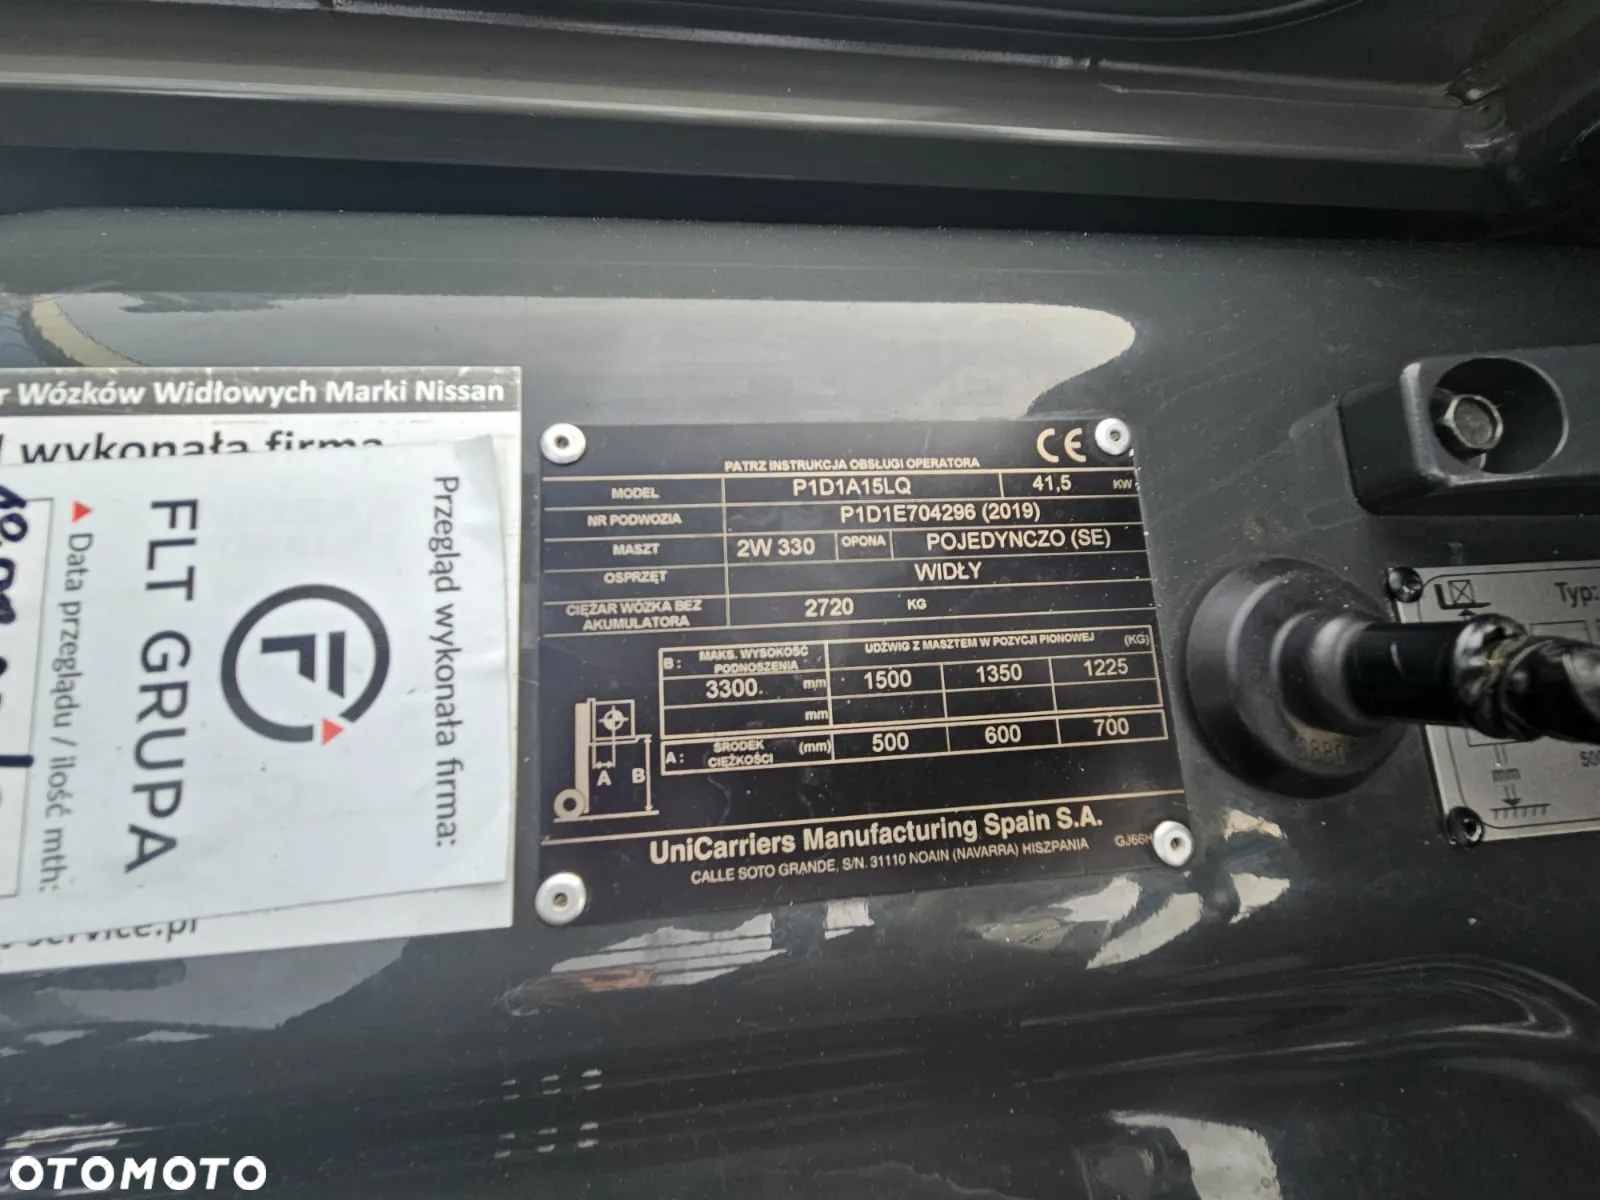 r Wózków Widłowych Marki Nissan
wykonała firma
Przegląd wykonała firma:
FLT GRUPA
▲ Data przeglądu / ilość mth:
service.pl
CE
PATRZ INSTRUKCJA OBSŁUGI OPERATORA
MODEL P1D1A15LQ 41,5 KW
NR PODWOZIA P1D1E704296 (2019)
MASZT 2W 330 OPONA POJEDYNCZO (SE)
OSPRZĘT WIDŁY
CIĘŻAR WÓZKA BEZ AKUMULATORA 2720 KG
B: MAKS. WYSOKOŚĆ PODNOSZENIA UDŹWIG Z MASZTEM W POZYCJI PIONOWEJ (KG)
3300 mm 1500 1350 1225
mm
A: ŚRODEK CIĘŻKOŚCI (mm) 500 600 700
A B
UniCarriers Manufacturing Spain S.A.
CALLE SOTO GRANDE, S/N. 31110 NOAIN (NAVARRA) HISZPANIA GJ66H
Typ:
mm
OTOMOTO